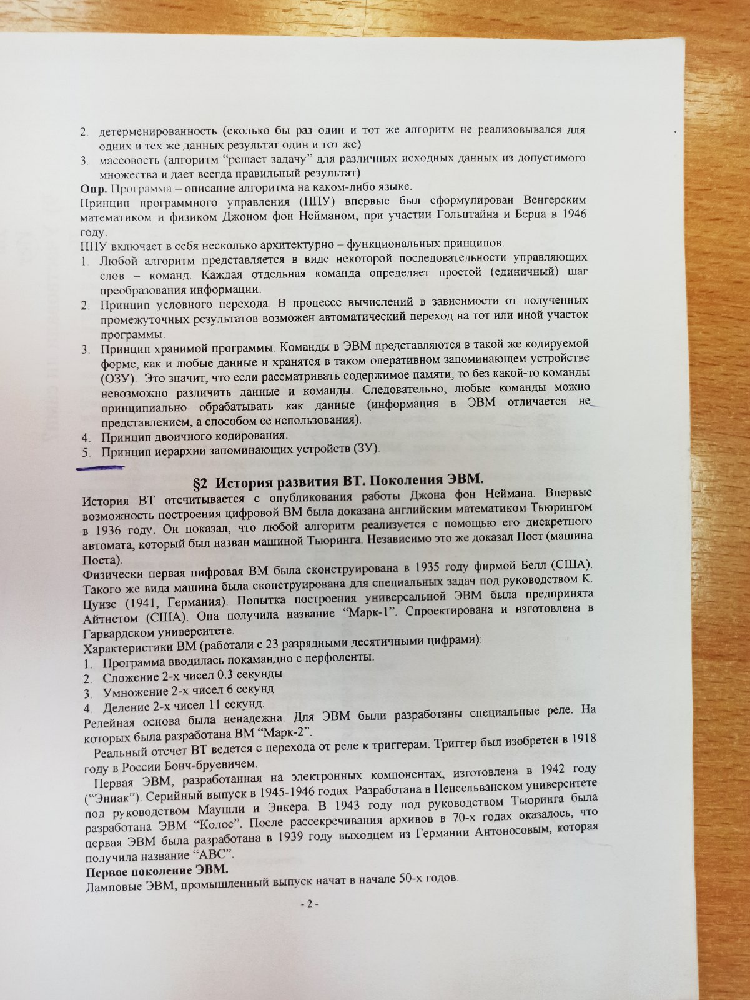 2. детерменированность (сколько бы раз один и тот же алгоритм не реализовывался для
одних и тех же данных результат один и тот же)
3. массовость (алгоритм “решает задачу” для различных исходных данных из допустимого
множества и дает всегда правильный результат)
Опр. Программа – описание алгоритма на каком-либо языке.
Принцип программного управления (ППУ) впервые был сформулирован Венгерским
математиком и физиком Джоном фон Нейманом, при участии Гольцтайна и Берца в 1946
году.
ППУ включает в себя несколько архитектурно – функциональных принципов.
1. Любой алгоритм представляется в виде некоторой последовательности управляющих
слов – команд. Каждая отдельная команда определяет простой (единичный) шаг
преобразования информации.
2. Принцип условного перехода. В процессе вычислений в зависимости от полученных
промежуточных результатов возможен автоматический переход на тот или иной участок
программы.
3. Принцип хранимой программы. Команды в ЭВМ представляются в такой же кодируемой
форме, как и любые данные и хранятся в таком оперативном запоминающем устройстве
(ОЗУ). Это значит, что если рассматривать содержимое памяти, то без какой-то команды
невозможно различить данные и команды. Следовательно, любые команды можно
принципиально обрабатывать как данные (информация в ЭВМ отличается не
представлением, а способом ее использования).
4. Принцип двоичного кодирования.
5. Принцип иерархии запоминающих устройств (ЗУ).
§2 История развития ВТ. Поколения ЭВМ.
История ВТ отсчитывается с опубликования работы Джона фон Неймана. Впервые
возможность построения цифровой ВМ была доказана английским математиком Тьюрингом
в 1936 году. Он показал, что любой алгоритм реализуется с помощью его дискретного
автомата, который был назван машиной Тьюринга. Независимо это же доказал Пост (машина
Поста).
Физически первая цифровая ВМ была сконструирована в 1935 году фирмой Белл (США).
Такого же вида машина была сконструирована для специальных задач под руководством К.
Цунзе (1941, Германия). Попытка построения универсальной ЭВМ была предпринята
Айтнетом (США). Она получила название “Марк-1”. Спроектирована и изготовлена в
Гарвардском университете.
Характеристики ВМ (работали с 23 разрядными десятичными цифрами):
1. Программа вводилась покамандно с перфоленты.
2. Сложение 2-х чисел 0.3 секунды
3. Умножение 2-х чисел 6 секунд
4. Деление 2-х чисел 11 секунд.
Релейная основа была ненадежна. Для ЭВМ были разработаны специальные реле. На
которых была разработана ВМ “Марк-2”.
Реальный отсчет ВТ ведется с перехода от реле к триггерам. Триггер был изобретен в 1918
году в России Бонч-бруевичем.
Первая ЭВМ, разработанная на электронных компонентах, изготовлена в 1942 году
(“Эниак”). Серийный выпуск в 1945-1946 годах. Разработана в Пенсельванском университете
под руководством Маушли и Энкера. В 1943 году под руководством Тьюринга была
разработана ЭВМ “Колос”. После рассекречивания архивов в 70-х годах оказалось, что
первая ЭВМ была разработана в 1939 году выходцем из Германии Антоносовым, которая
получила название “АВС”.
Первое поколение ЭВМ.
Ламповые ЭВМ, промышленный выпуск начат в начале 50-х годов.
- 2 -